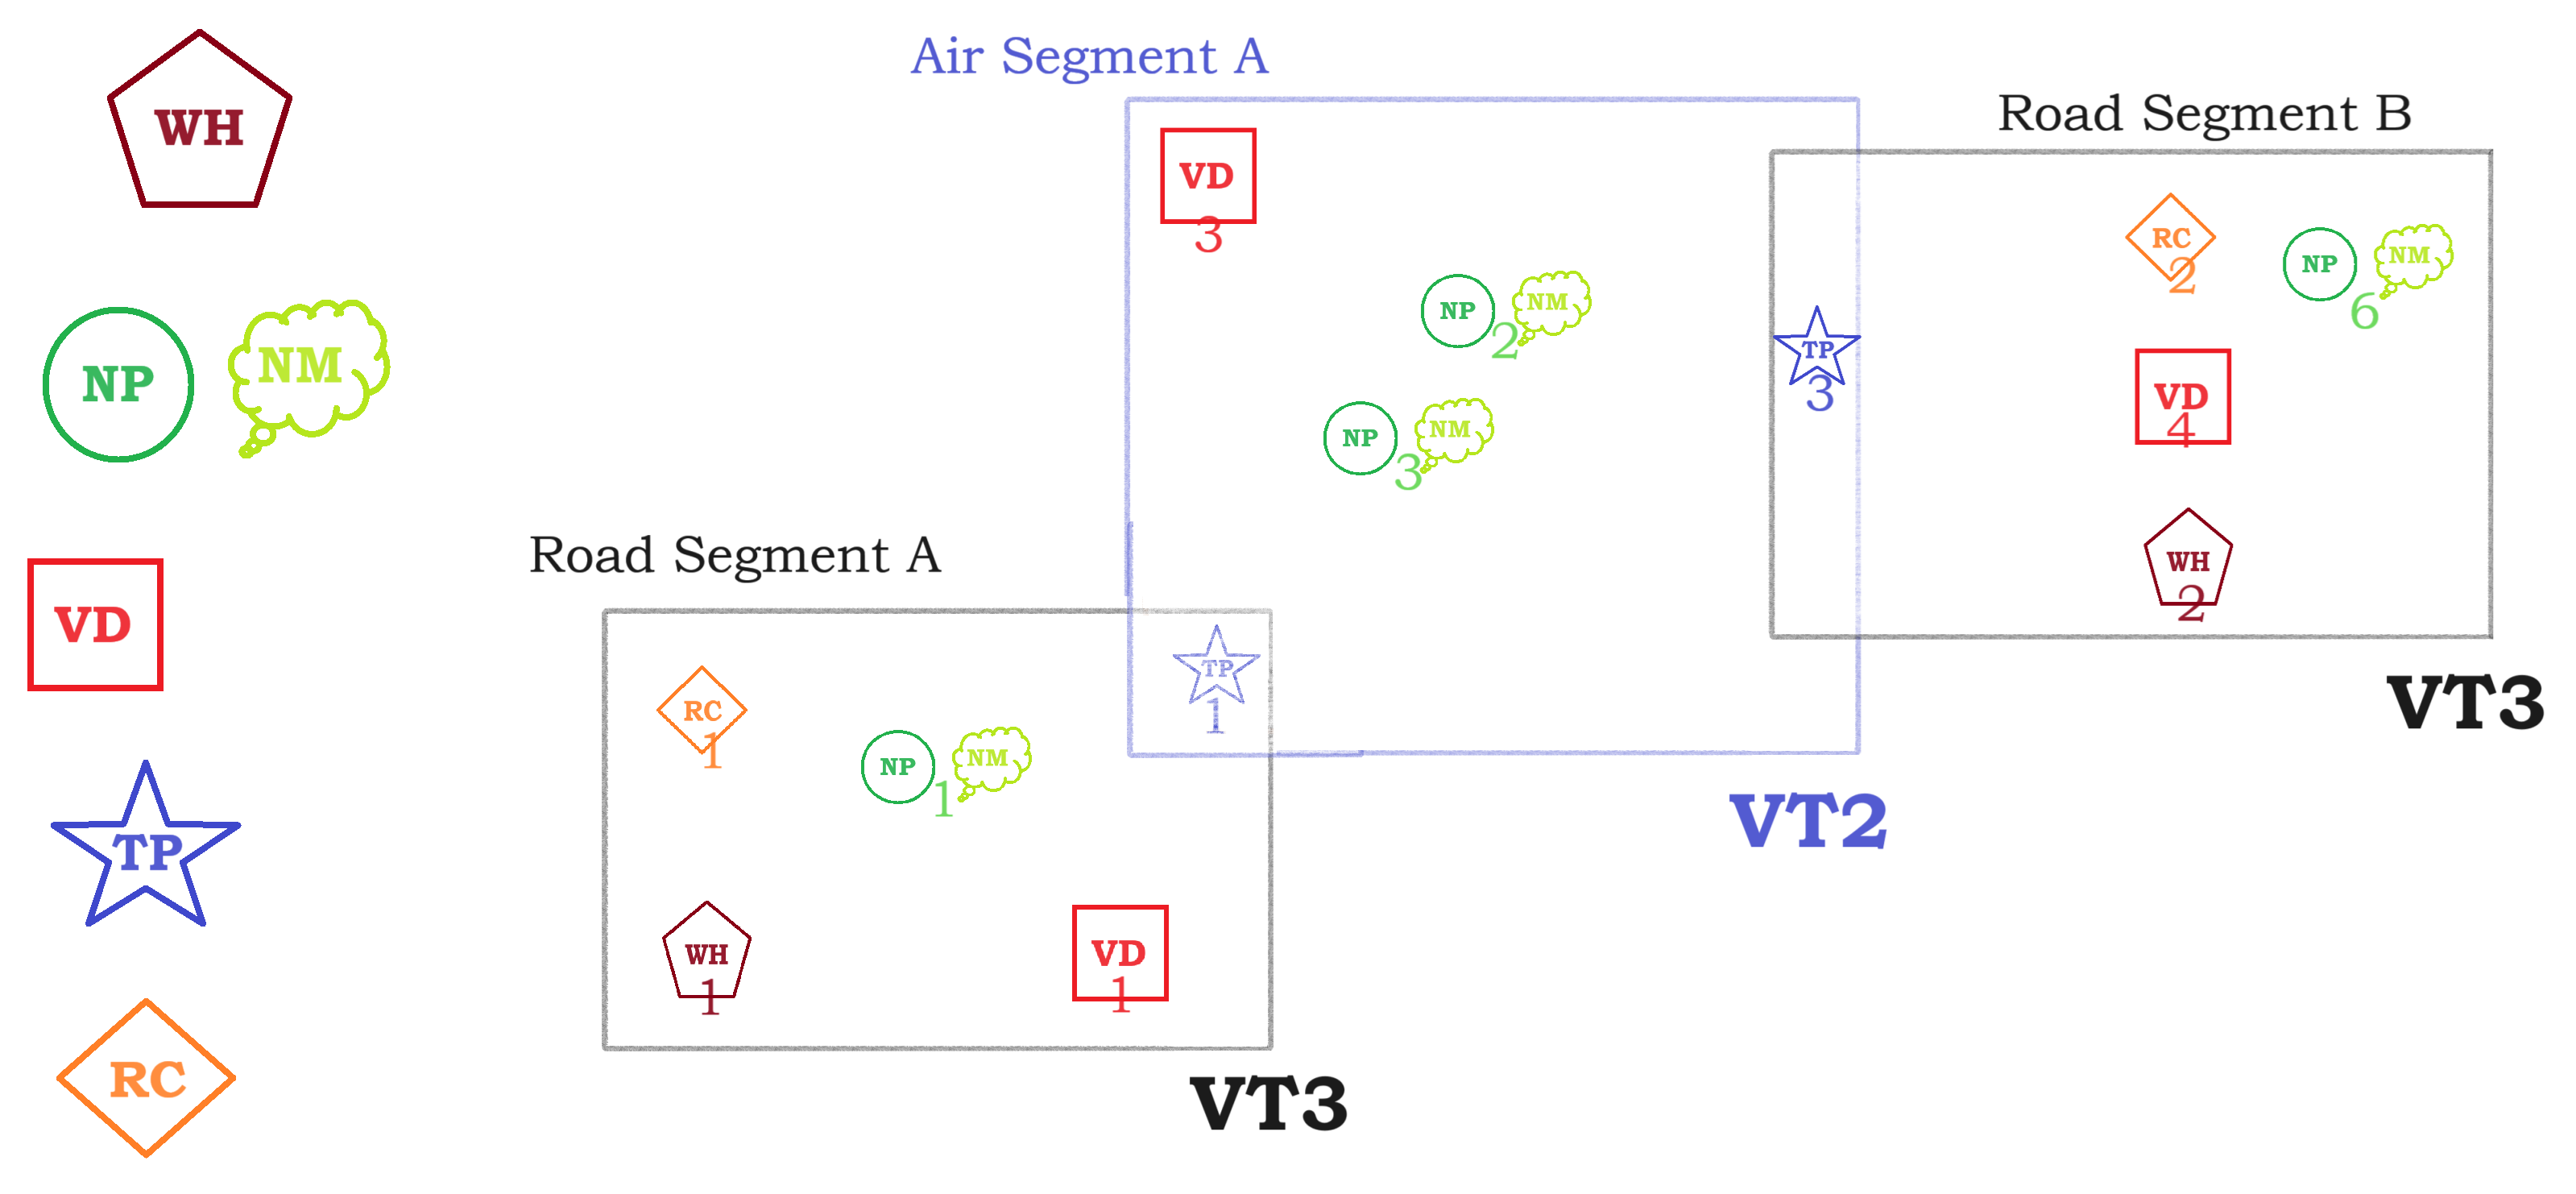 WH
NP NM
VD
TP
RC
Air Segment A
VD
3
NP NM
2
NP NM
3
TP
3
Road Segment B
RC
2
NP NM
6
VD
4
WH
2
VT3
VT2
Road Segment A
TP
1
RC
1
NP NM
1
WH
1
VD
1
VT3